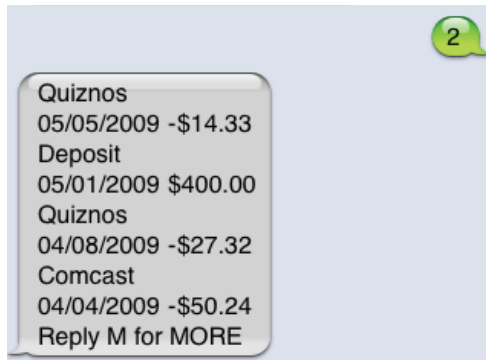 2
Quiznos
05/05/2009 -$14.33
Deposit
05/01/2009 $400.00
Quiznos
04/08/2009 -$27.32
Comcast
04/04/2009 -$50.24
Reply M for MORE